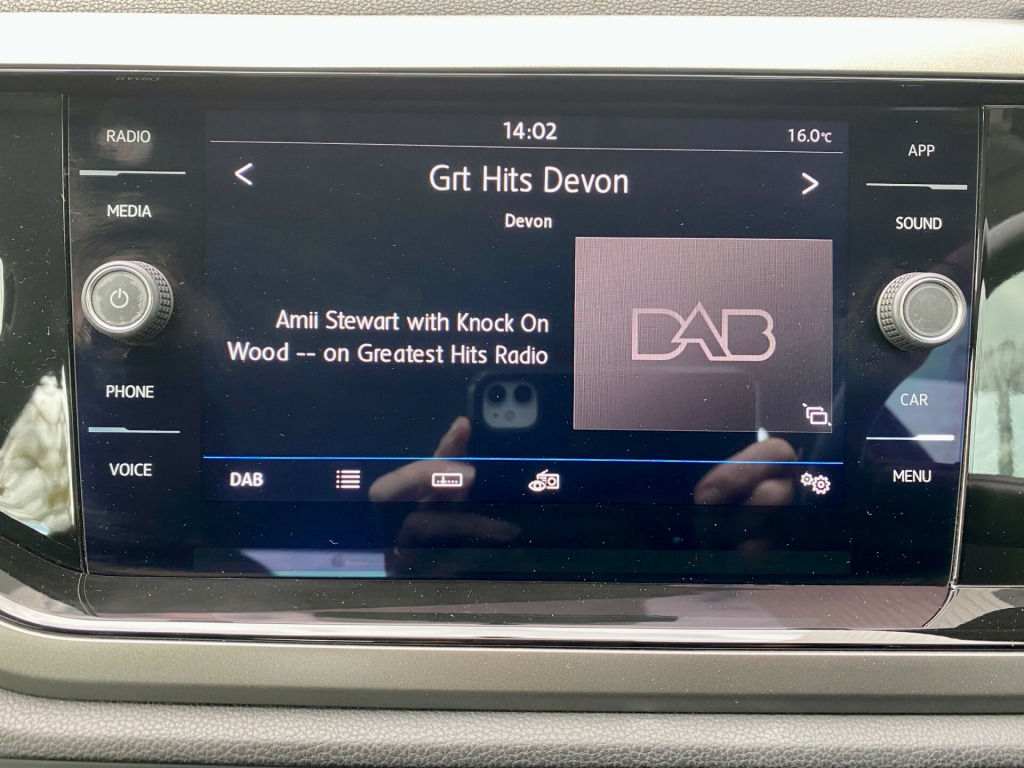 RADIO
MEDIA
PHONE
VOICE
14:02
16.0°C
<
Grt Hits Devon
>
Devon
Amii Stewart with Knock On
Wood -- on Greatest Hits Radio
DAB
DAB
APP
SOUND
CAR
MENU